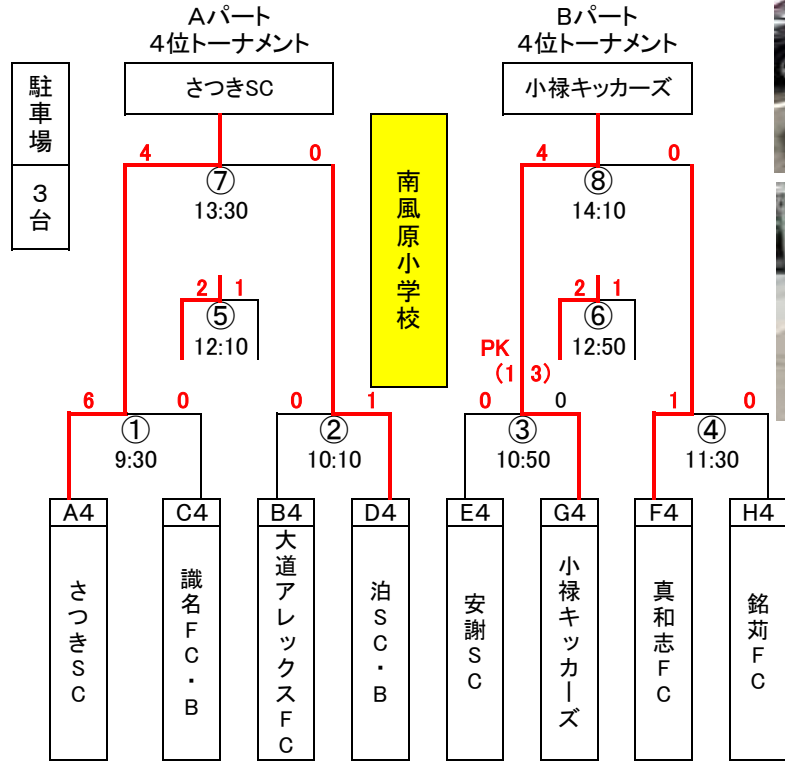 Aパート
4位トーナメント
Bパート
4位トーナメント
駐車場
3台
さつきSC
小禄キッカーズ
南風原小学校
4 0
⑦
13:30
4 0
⑧
14:10
2 1
⑤
12:10
2 1
⑥
12:50
PK
(1 3)
6 0
①
9:30
0 1
②
10:10
0 0
③
10:50
1 0
④
11:30
A4
C4
B4
D4
E4
G4
F4
H4
さつきSC
識名FC・B
大道アレックスFC
泊SC・B
安謝SC
小禄キッカーズ
真和志FC
銘苅FC